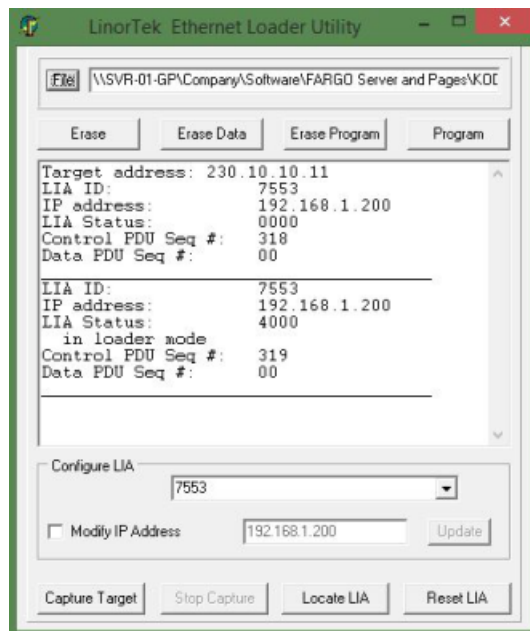 LinorTek Ethernet Loader Utility
File \\SVR-01-GP\Company\Software\FARGO Server and Pages\KOD
Erase Erase Data Erase Program Program
Target address: 230.10.10.11
LIA ID: 7553
IP address: 192.168.1.200
LIA Status: 0000
Control PDU Seq #: 318
Data PDU Seq #: 00
LIA ID: 7553
IP address: 192.168.1.200
LIA Status: 4000
in loader mode
Control PDU Seq #: 319
Data PDU Seq #: 00
Configure LIA
7553
Modify IP Address 192.168.1.200 Update
Capture Target Stop Capture Locate LIA Reset LIA